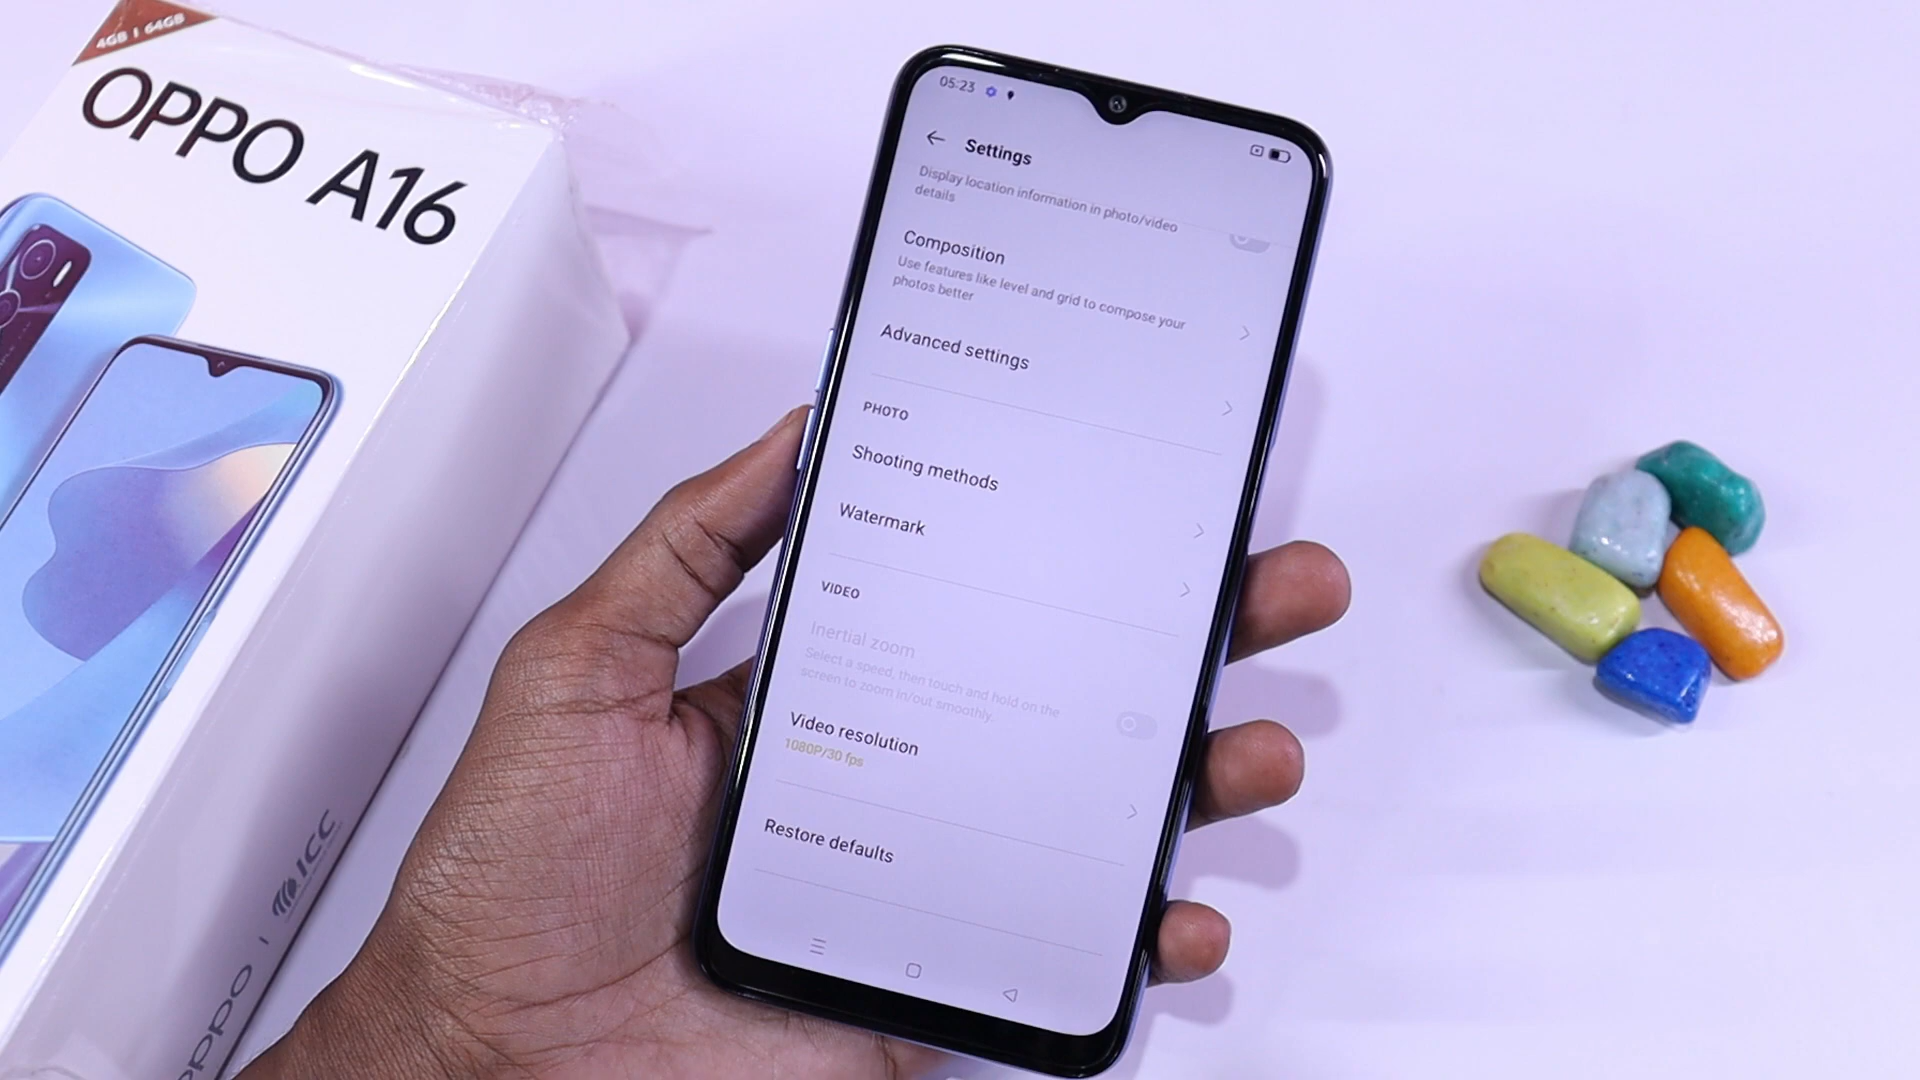 4GB | 64GB
OPPO A16
ICC
oppo
05:23
Settings
Display location information in photo/video
details
Composition
Use features like level and grid to compose your
photos better
Advanced settings
PHOTO
Shooting methods
Watermark
VIDEO
Inertial zoom
Select a speed, then touch and hold on the
screen to zoom in/out smoothly.
Video resolution
1080P/30 fps
Restore defaults